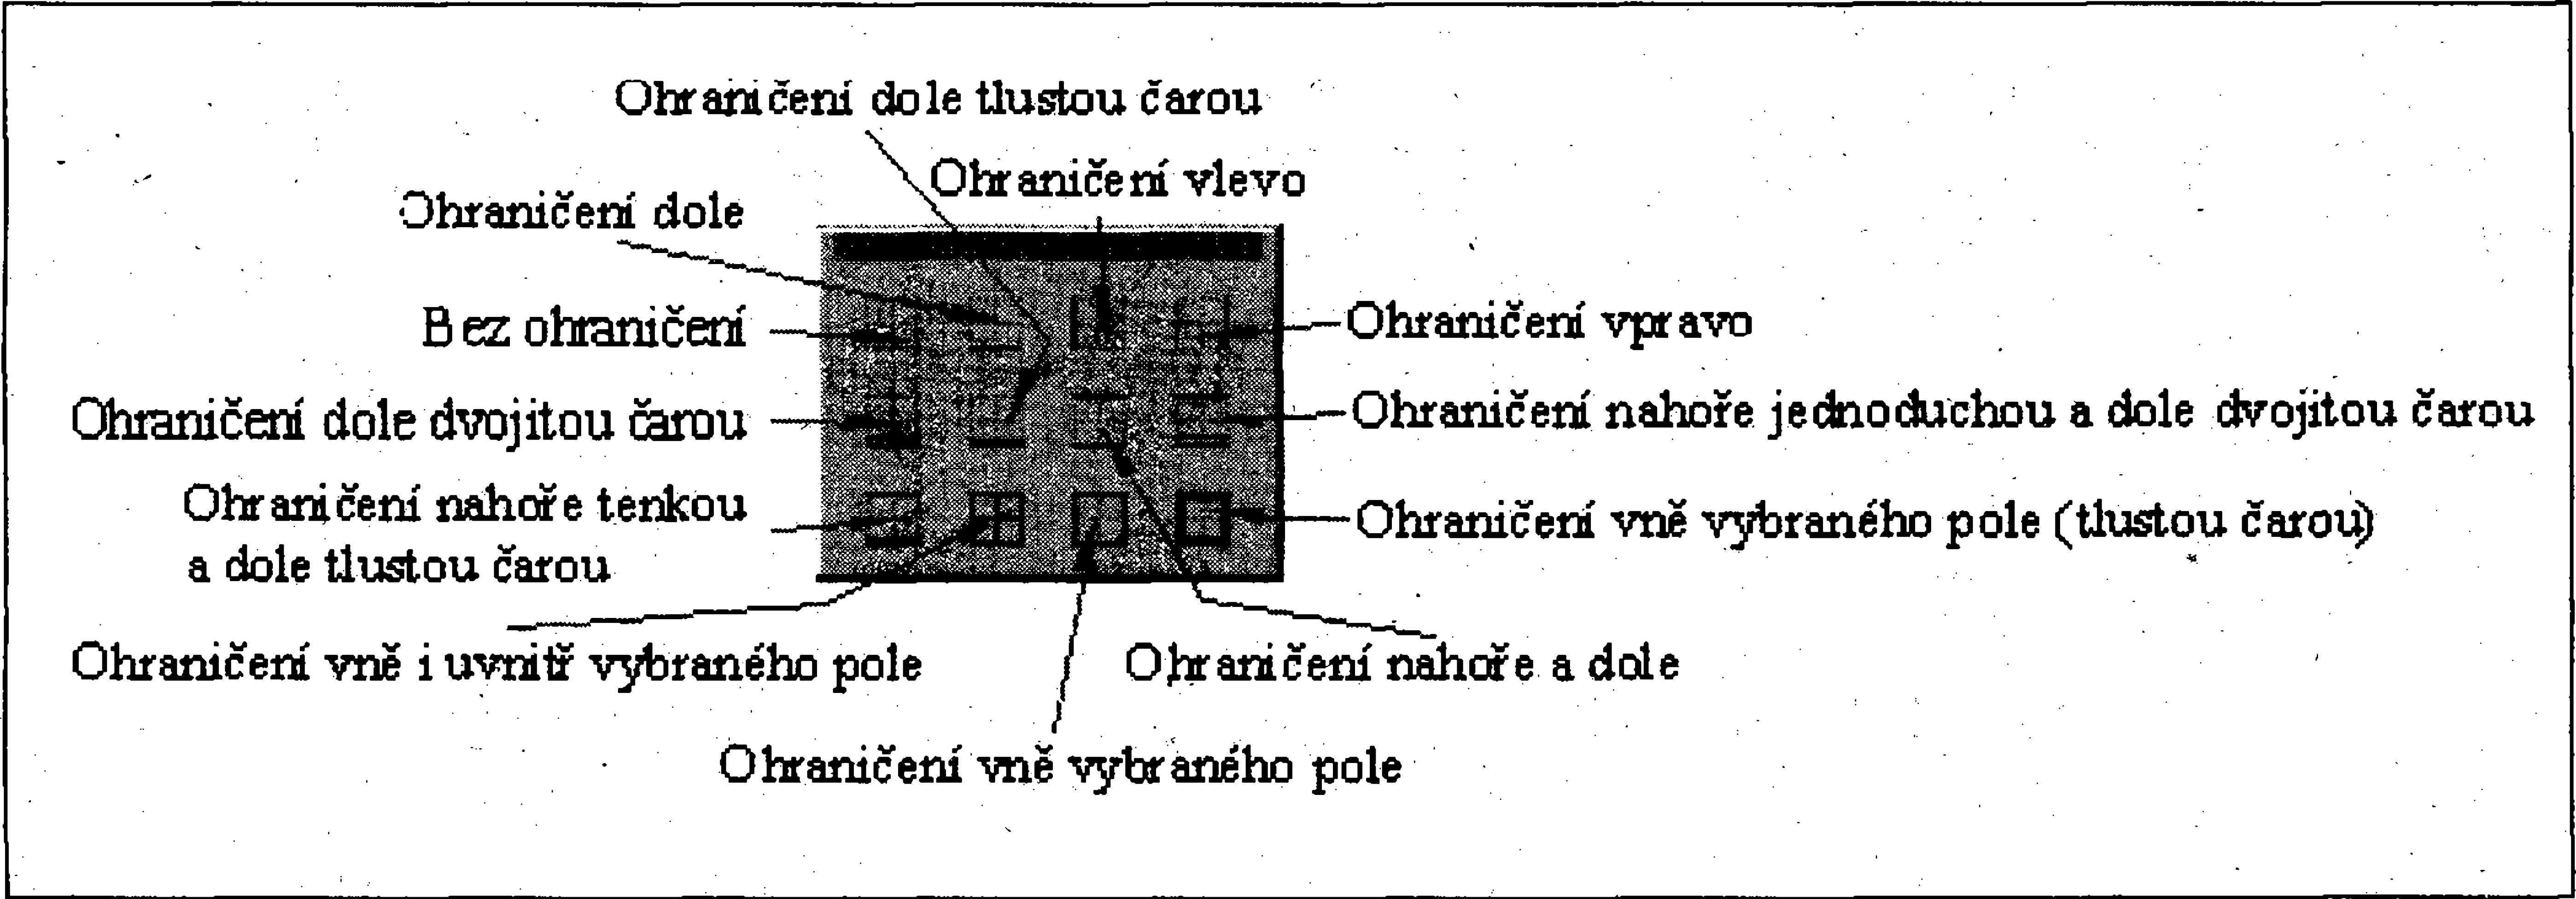 Ohraničení dole tlustou čarou
Ohraničení vlevo
Ohraničení dole
Bez ohraničení
Ohraničení vpravo
Ohraničení dole dvojitou čarou
Ohraničení nahoře jednoduchou a dole dvojitou čarou
Ohraničení nahoře tenkou
a dole tlustou čarou
Ohraničení vně vybraného pole (tlustou čarou)
Ohraničení vně i uvnitř vybraného pole
Ohraničení nahoře a dole
Ohraničení vně vybraného pole